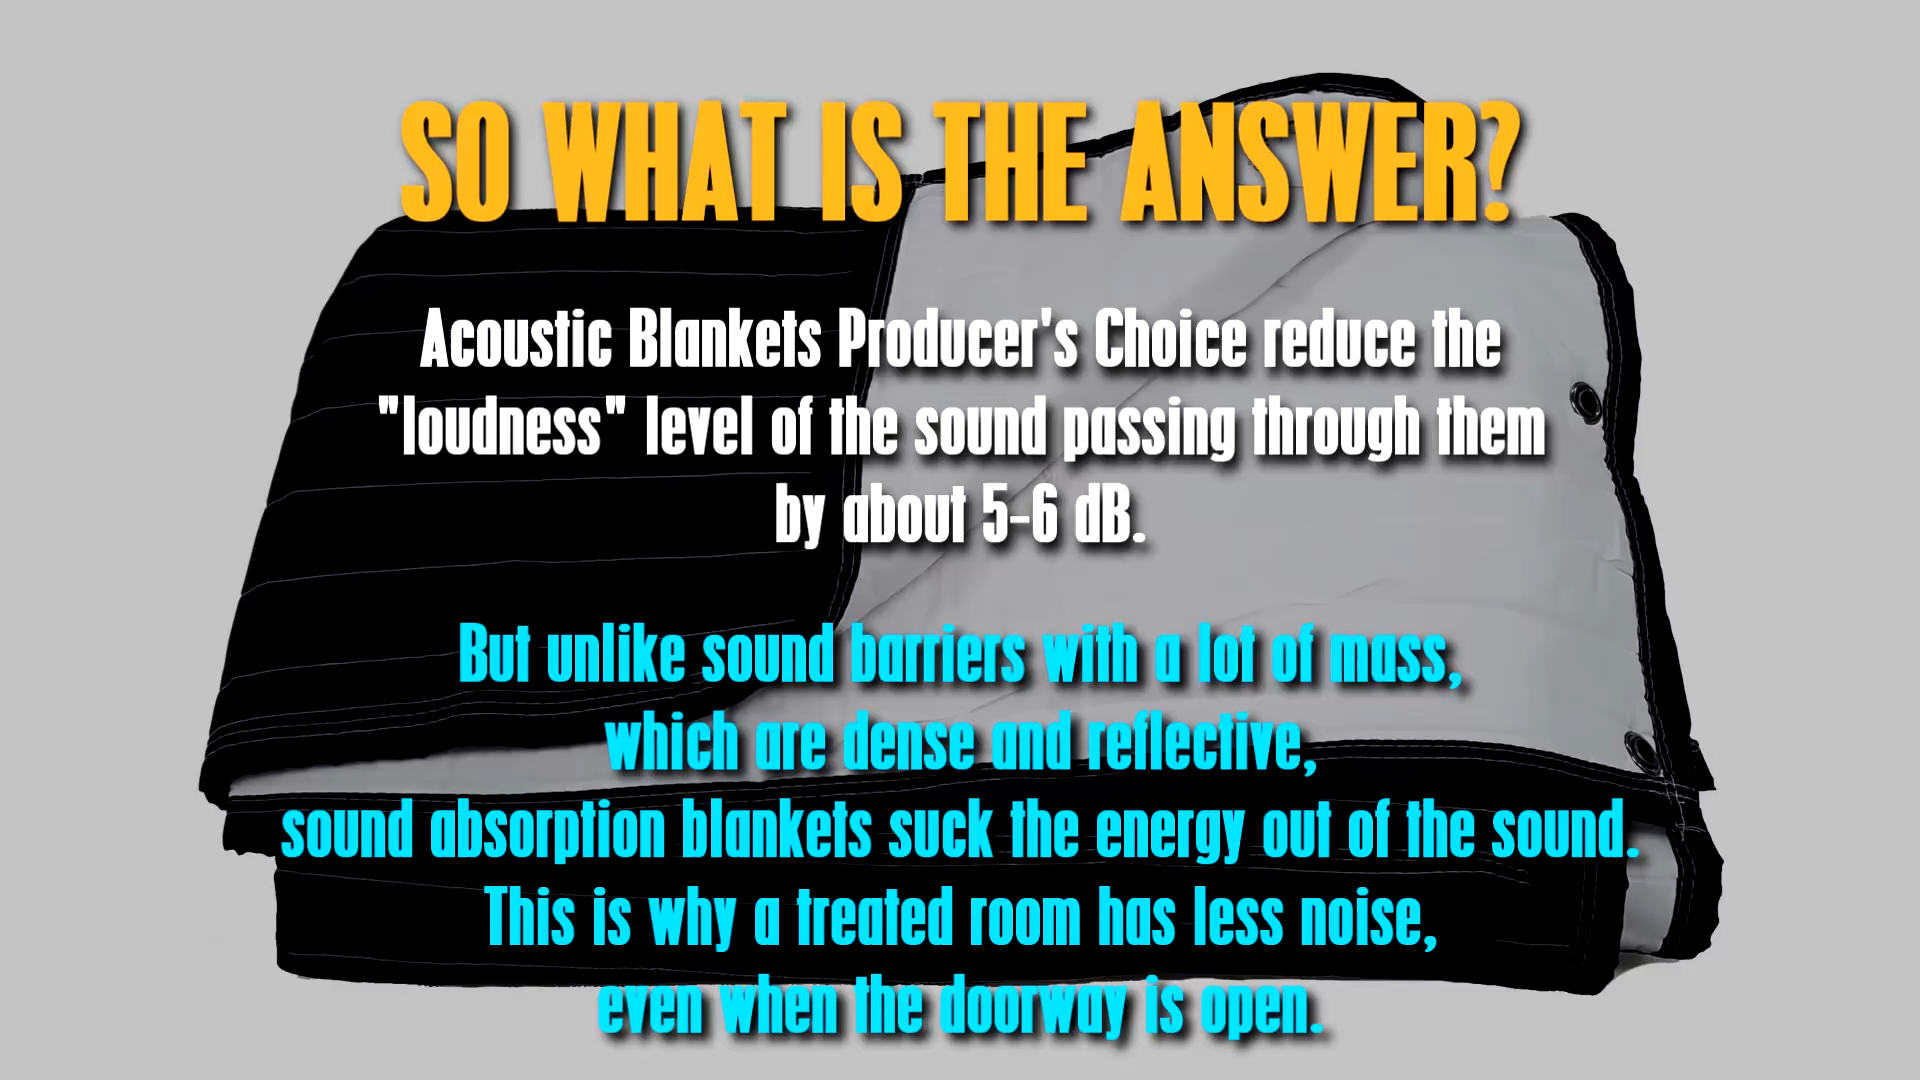 SO WHAT IS THE ANSWER?
Acoustic Blankets Producer's Choice reduce the
"loudness" level of the sound passing through them
by about 5-6 dB.
But unlike sound barriers with a lot of mass,
which are dense and reflective,
sound absorption blankets suck the energy out of the sound.
This is why a treated room has less noise,
even when the doorway is open.